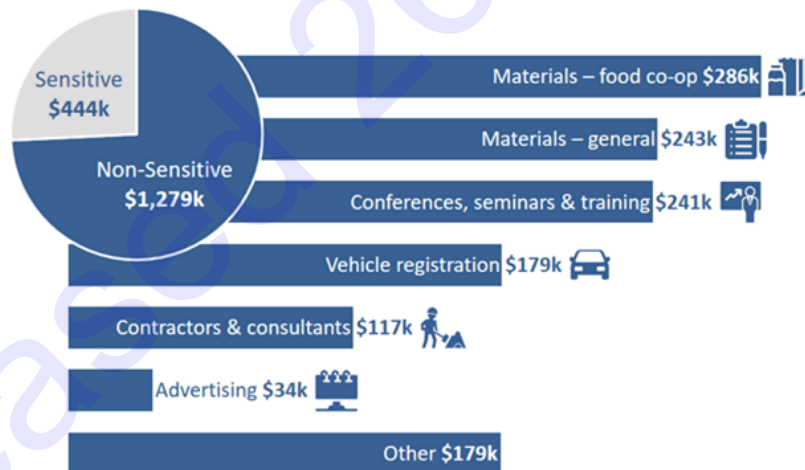 Sensitive
$444k
Non-Sensitive
$1,279k
Materials – food co-op $286k
Materials – general $243k
Conferences, seminars & training $241k
Vehicle registration $179k
Contractors & consultants $117k
Advertising $34k
Other $179k